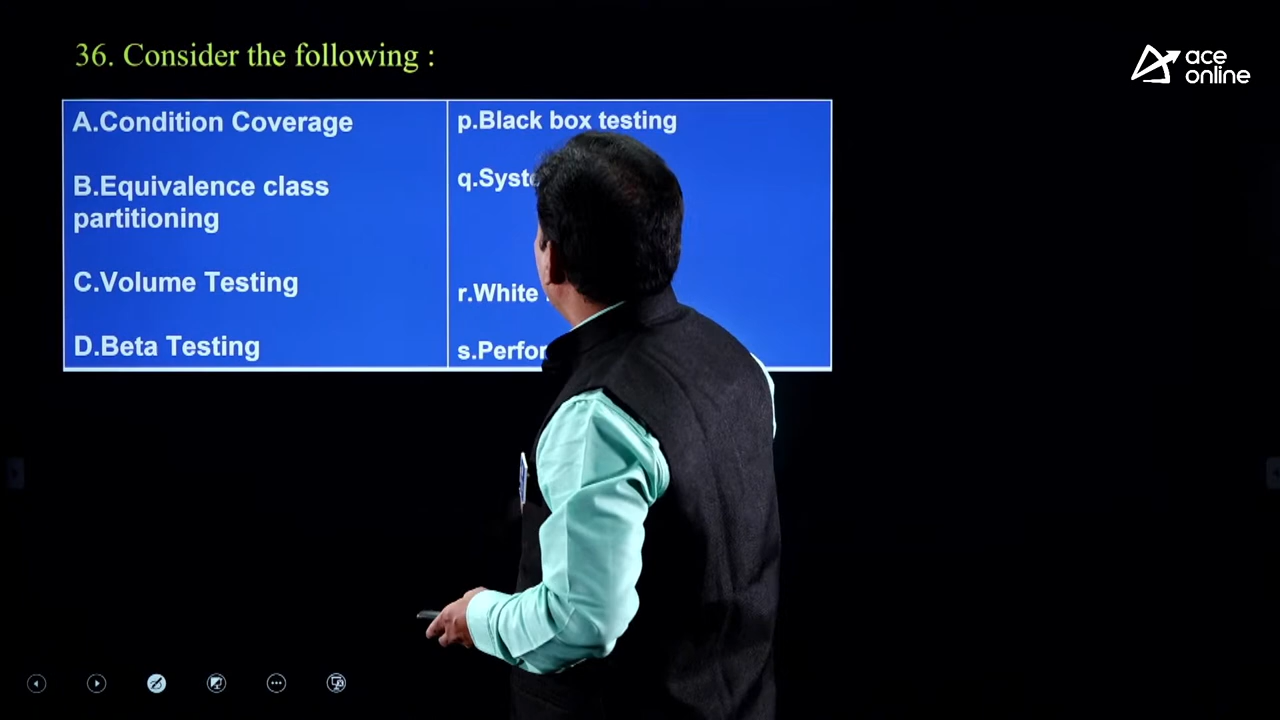 36. Consider the following :
ace
online
A.Condition Coverage
p.Black box testing
B.Equivalence class
partitioning
q.Syst
C.Volume Testing
r.White
D.Beta Testing
s.Perfor